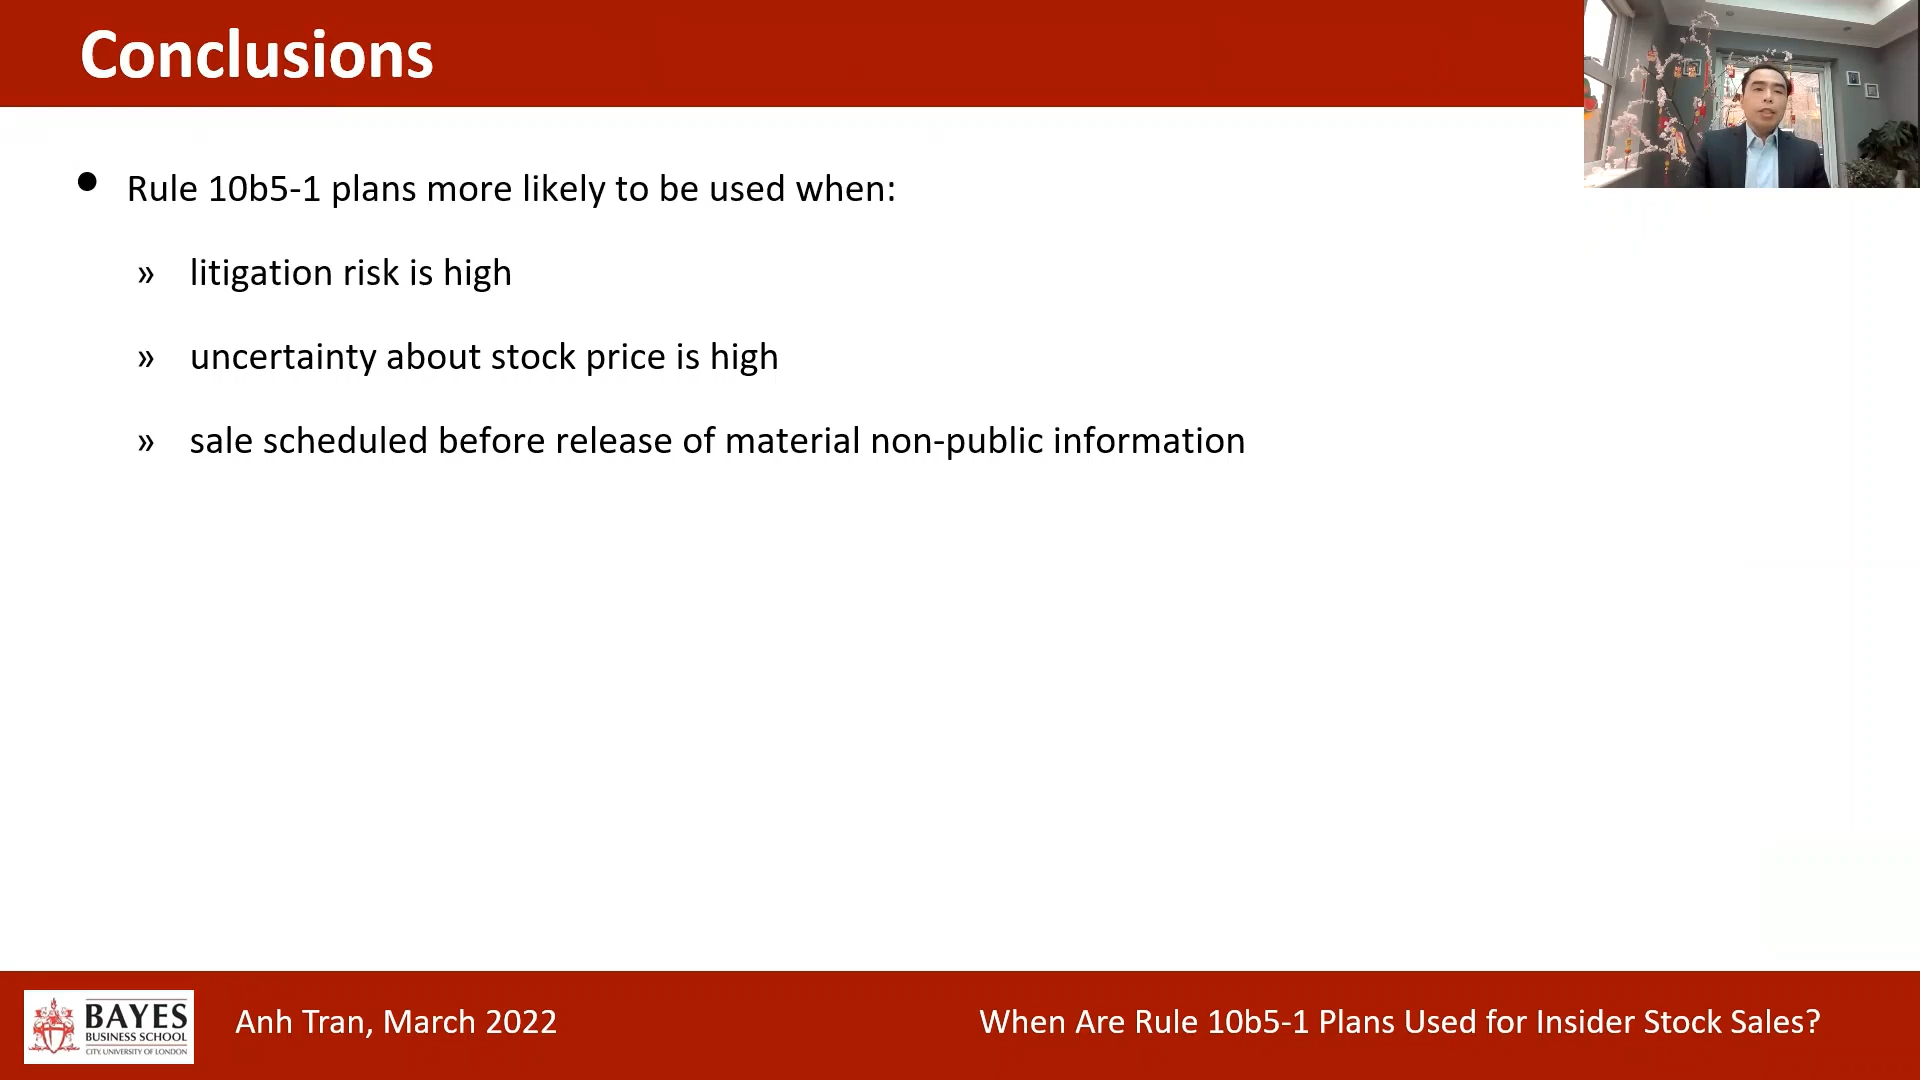 Conclusions
• Rule 10b5-1 plans more likely to be used when:
» litigation risk is high
» uncertainty about stock price is high
» sale scheduled before release of material non-public information
BAYES
BUSINESS SCHOOL
CITY, UNIVERSITY OF LONDON
Anh Tran, March 2022
When Are Rule 10b5-1 Plans Used for Insider Stock Sales?